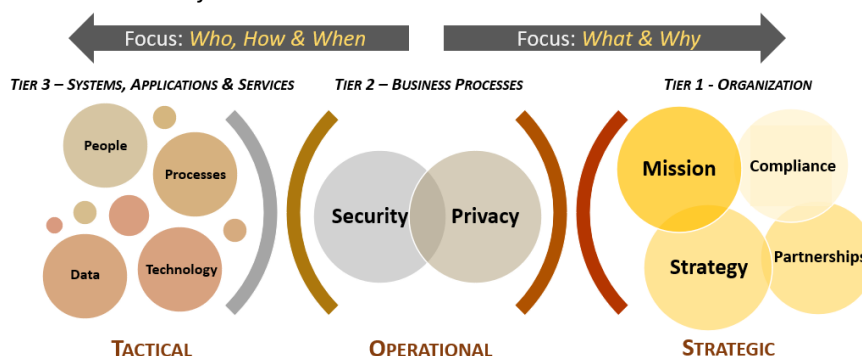 Focus: Who, How & When
Focus: What & Why
TIER 3 – SYSTEMS, APPLICATIONS & SERVICES
TIER 2 – BUSINESS PROCESSES
TIER 1 - ORGANIZATION
People
Processes
Data
Technology
Security
Privacy
Mission
Compliance
Strategy
Partnerships
TACTICAL
OPERATIONAL
STRATEGIC